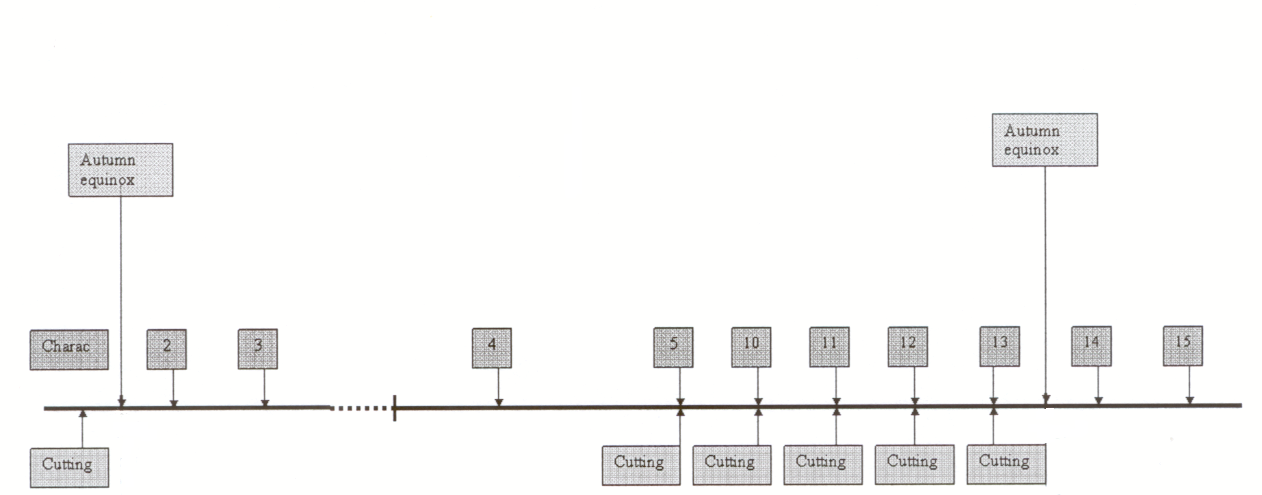 Autumn
equinox
Autumn
equinox
Charac
2
3
4
5
10
11
12
13
14
15
Cutting
Cutting
Cutting
Cutting
Cutting
Cutting